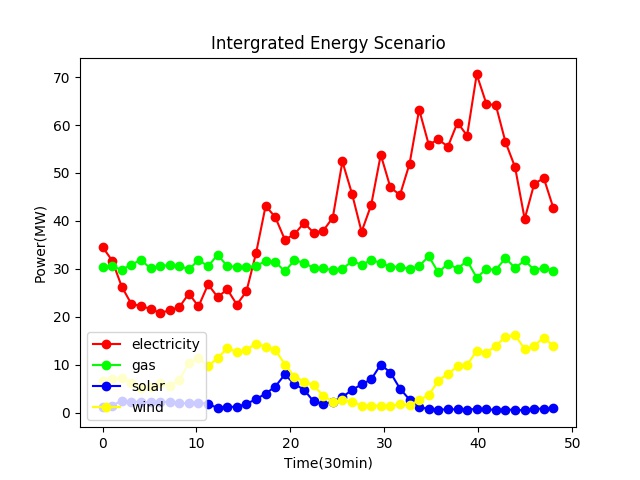 Intergrated Energy Scenario
Power(MW)
70
60
50
40
30
20
10
0
electricity
gas
solar
wind
0 10 20 30 40 50
Time(30min)